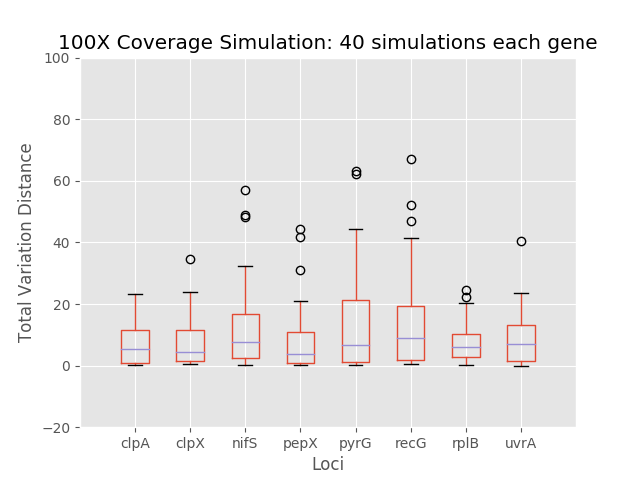 100X Coverage Simulation: 40 simulations each gene
100
80
60
40
20
0
−20
Total Variation Distance
clpA clpX nifS pepX pyrG recG rplB uvrA
Loci